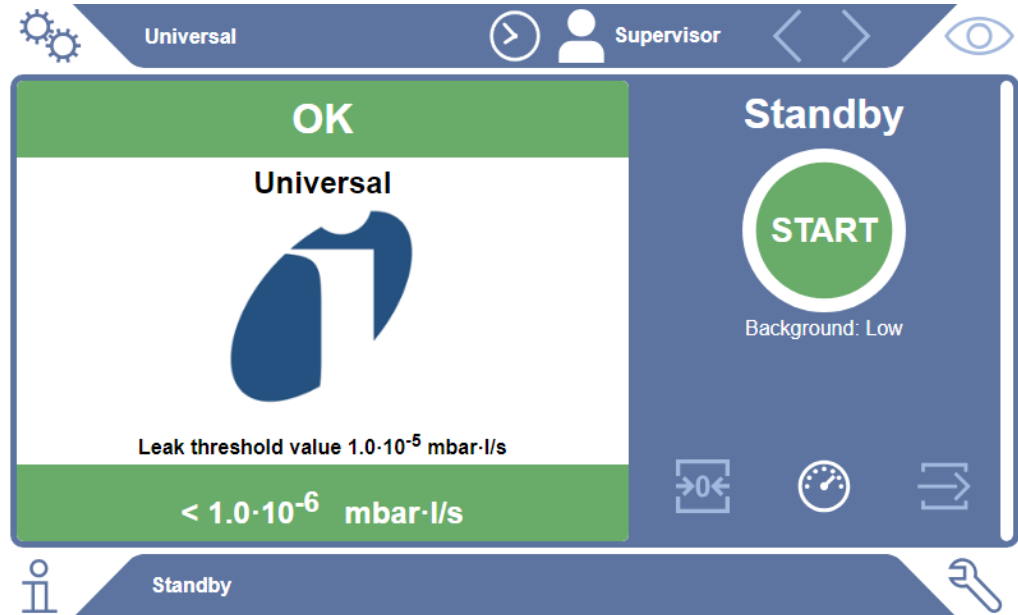 Universal
Supervisor
OK
Universal
Leak threshold value 1.0·10⁻⁵ mbar·l/s
< 1.0·10⁻⁶ mbar·l/s
Standby
START
Background: Low
→0←
Standby